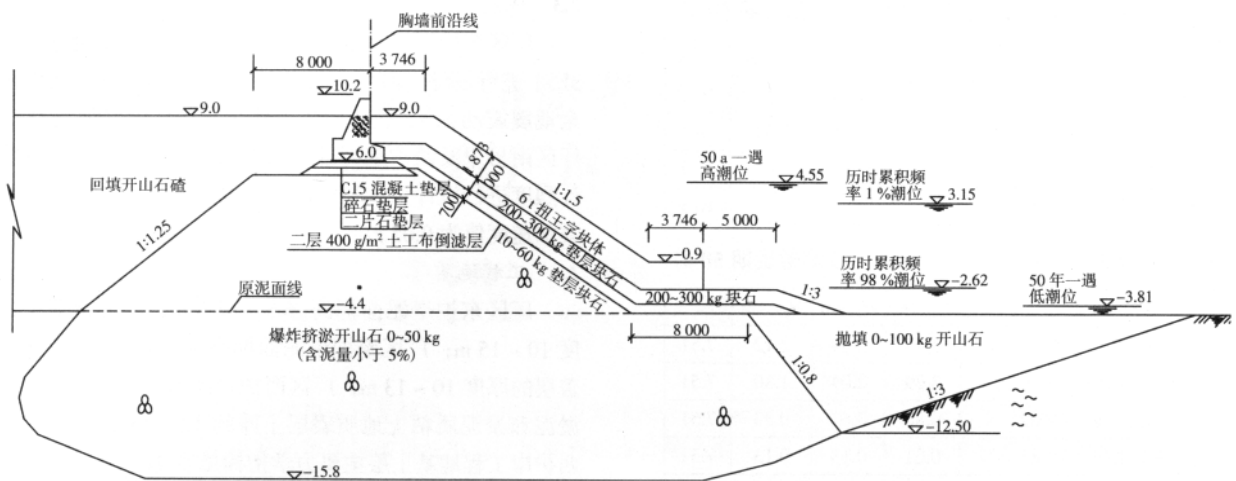 胸墙前沿线
8 000
3 746
10.2
9.0
9.0
6.0
1 873
1 000
700
1:1.5
50 a 一遇
高潮位
4.55
历时累积频
率 1 %潮位
3.15
回填开山石碴
C15 混凝土垫层
碎石垫层
二片石垫层
二层 400 g/m² 土工布倒滤层
6 t 扭王字块体
200~300 kg 垫层块石
10~60 kg 垫层块石
1:1.25
3 746
5 000
-0.9
历时累积频
率 98 %潮位
-2.62
50 年一遇
低潮位
-3.81
原泥面线
-4.4
200~300 kg 块石
1:3
8 000
爆炸挤淤开山石 0~50 kg
(含泥量小于 5%)
抛填 0~100 kg 开山石
1:0.8
1:3
-12.50
-15.8